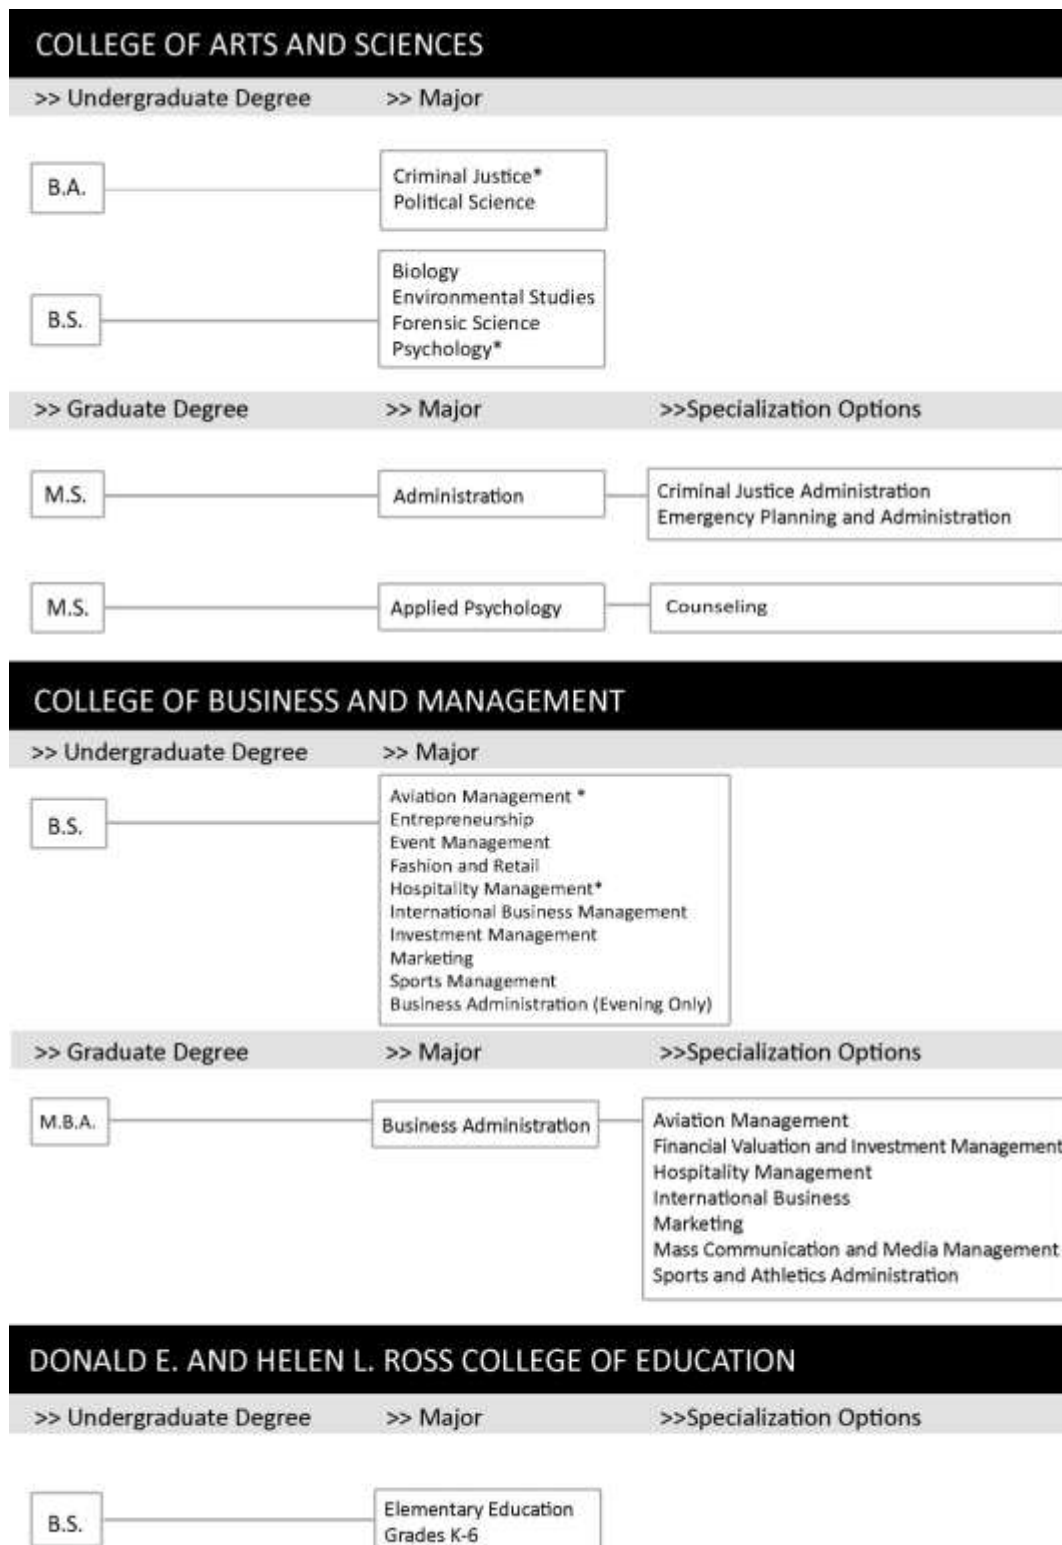 COLLEGE OF ARTS AND SCIENCES
>> Undergraduate Degree >> Major
B.A.
Criminal Justice*
Political Science
B.S.
Biology
Environmental Studies
Forensic Science
Psychology*
>> Graduate Degree >> Major >>Specialization Options
M.S.
Administration
Criminal Justice Administration
Emergency Planning and Administration
M.S.
Applied Psychology
Counseling
COLLEGE OF BUSINESS AND MANAGEMENT
>> Undergraduate Degree >> Major
B.S.
Aviation Management *
Entrepreneurship
Event Management
Fashion and Retail
Hospitality Management*
International Business Management
Investment Management
Marketing
Sports Management
Business Administration (Evening Only)
>> Graduate Degree >> Major >>Specialization Options
M.B.A.
Business Administration
Aviation Management
Financial Valuation and Investment Management
Hospitality Management
International Business
Marketing
Mass Communication and Media Management
Sports and Athletics Administration
DONALD E. AND HELEN L. ROSS COLLEGE OF EDUCATION
>> Undergraduate Degree >> Major >>Specialization Options
B.S.
Elementary Education
Grades K-6